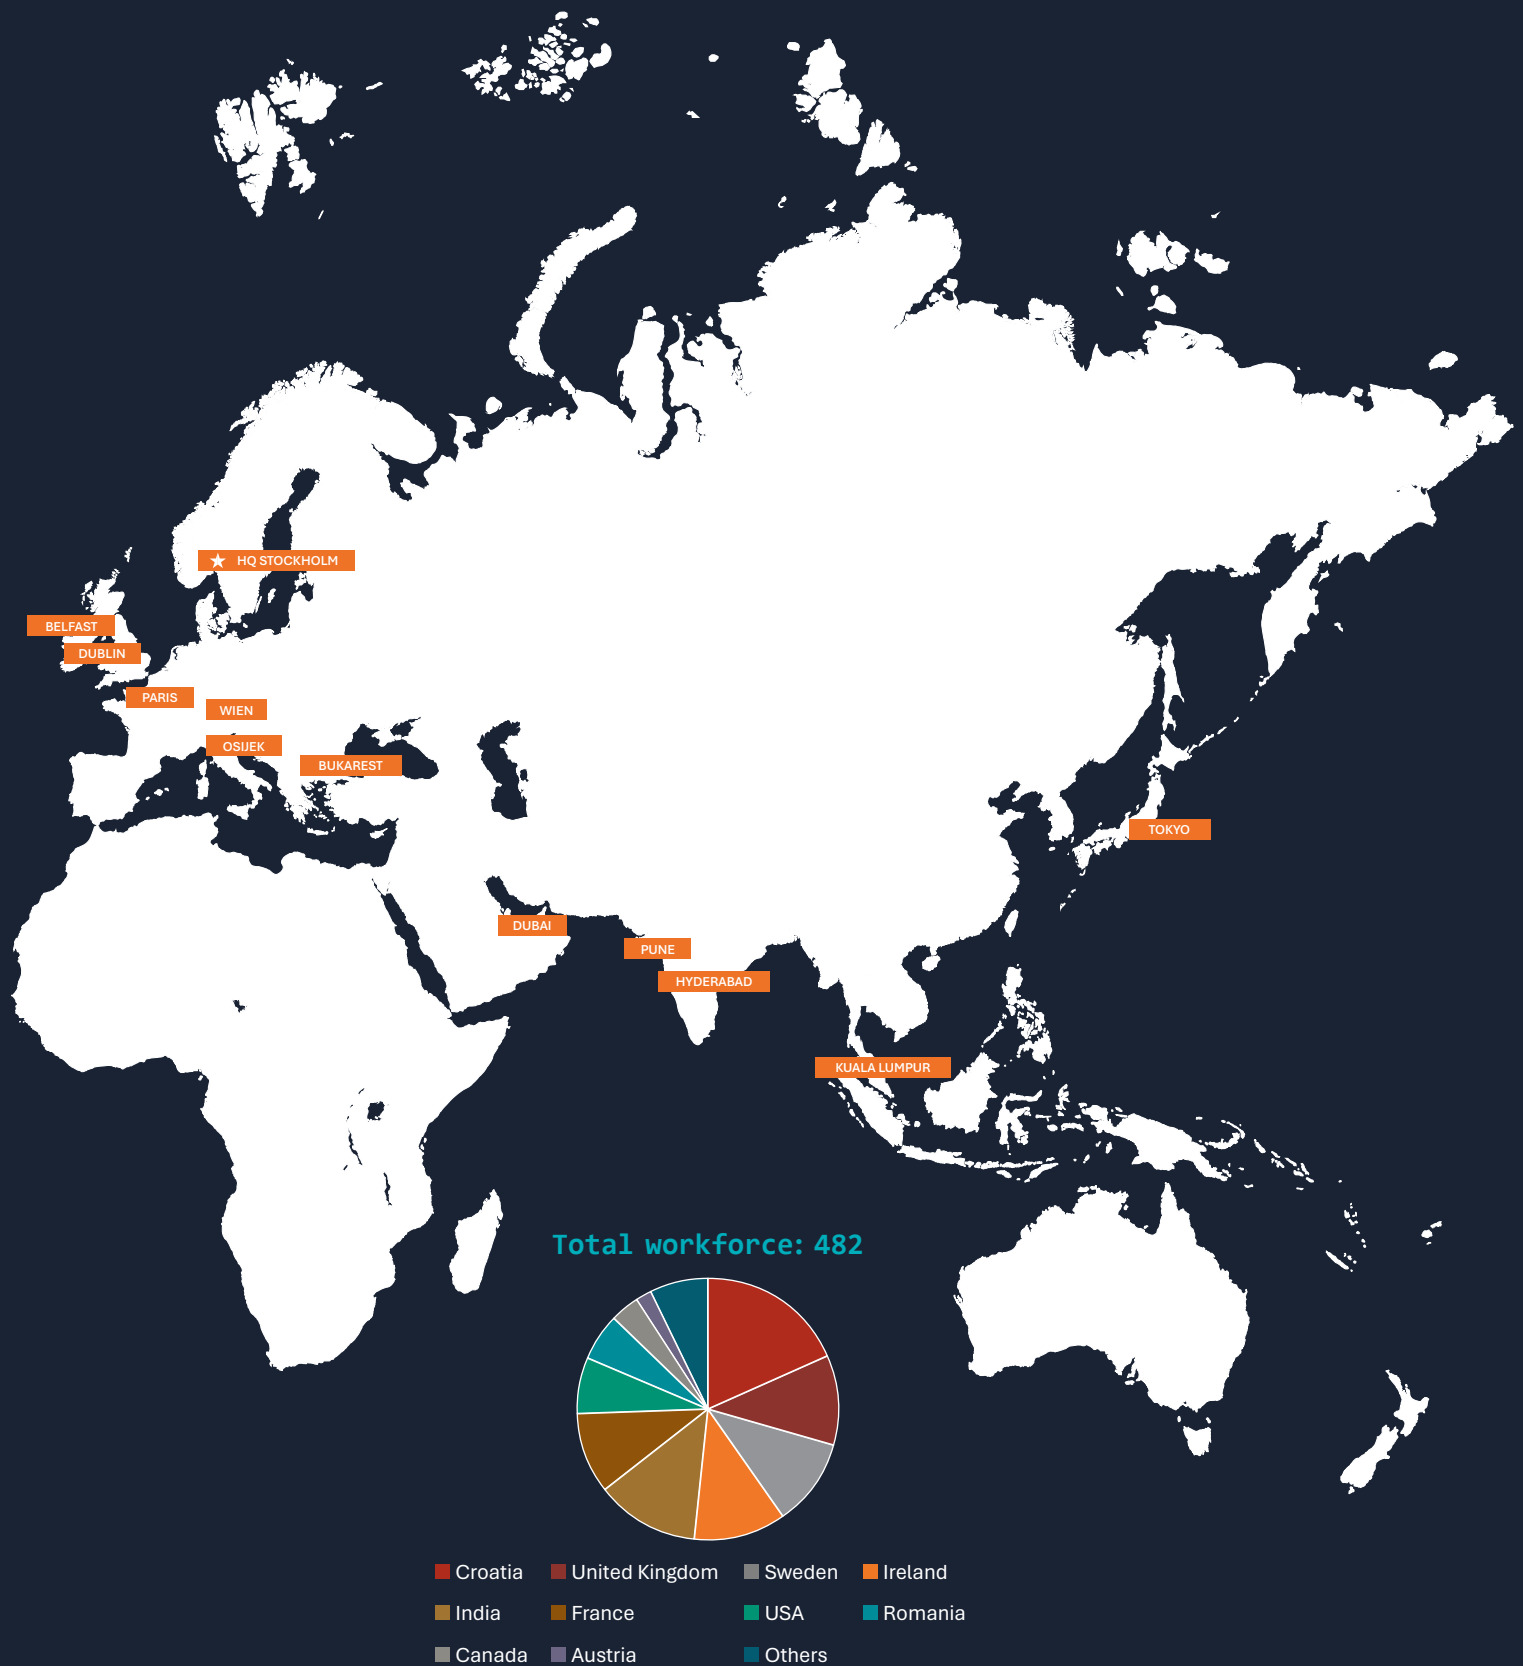 HQ STOCKHOLM
BELFAST
DUBLIN
PARIS
WIEN
OSIJEK
BUKAREST
TOKYO
DUBAI
PUNE
HYDERABAD
KUALA LUMPUR
Total workforce: 482
Croatia United Kingdom Sweden Ireland
India France USA Romania
Canada Austria Others